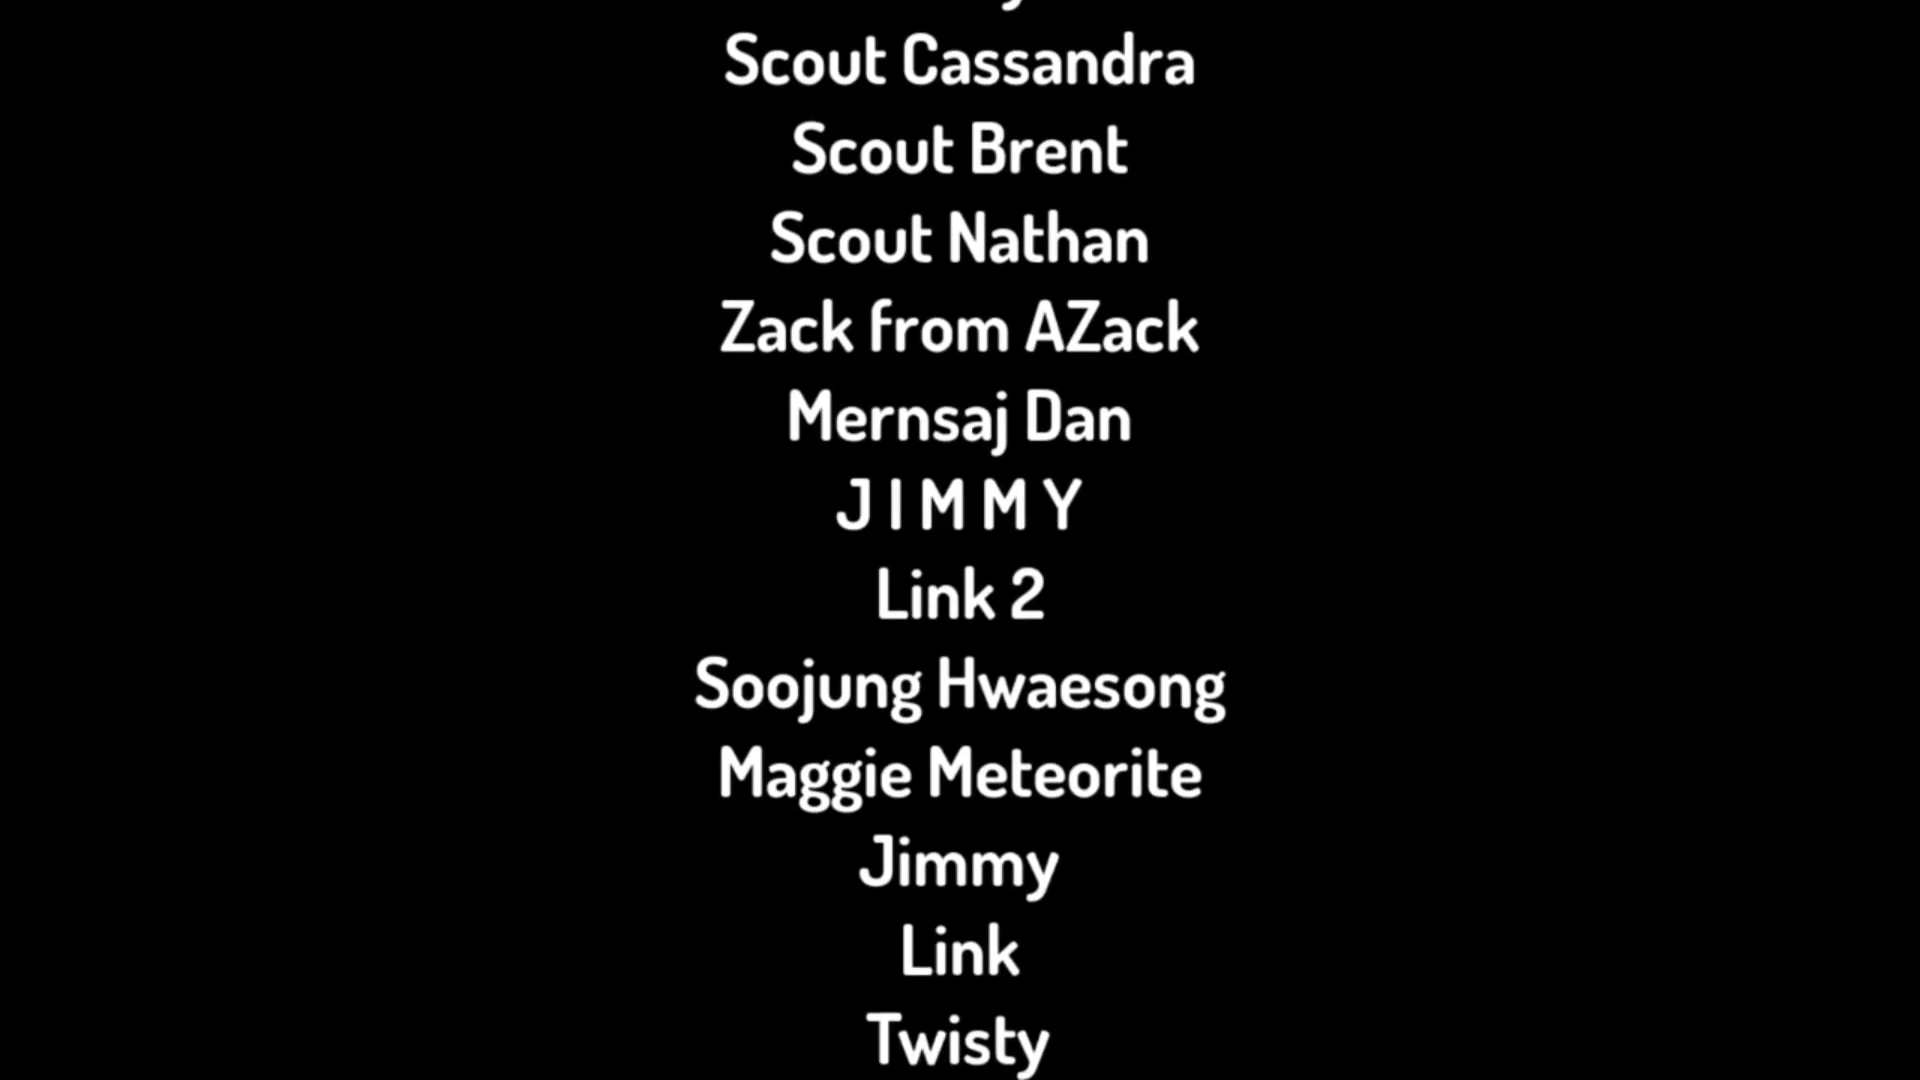 Scout Cassandra
Scout Brent
Scout Nathan
Zack from AZack
Mernsaj Dan
J I M M Y
Link 2
Soojung Hwaesong
Maggie Meteorite
Jimmy
Link
Twisty